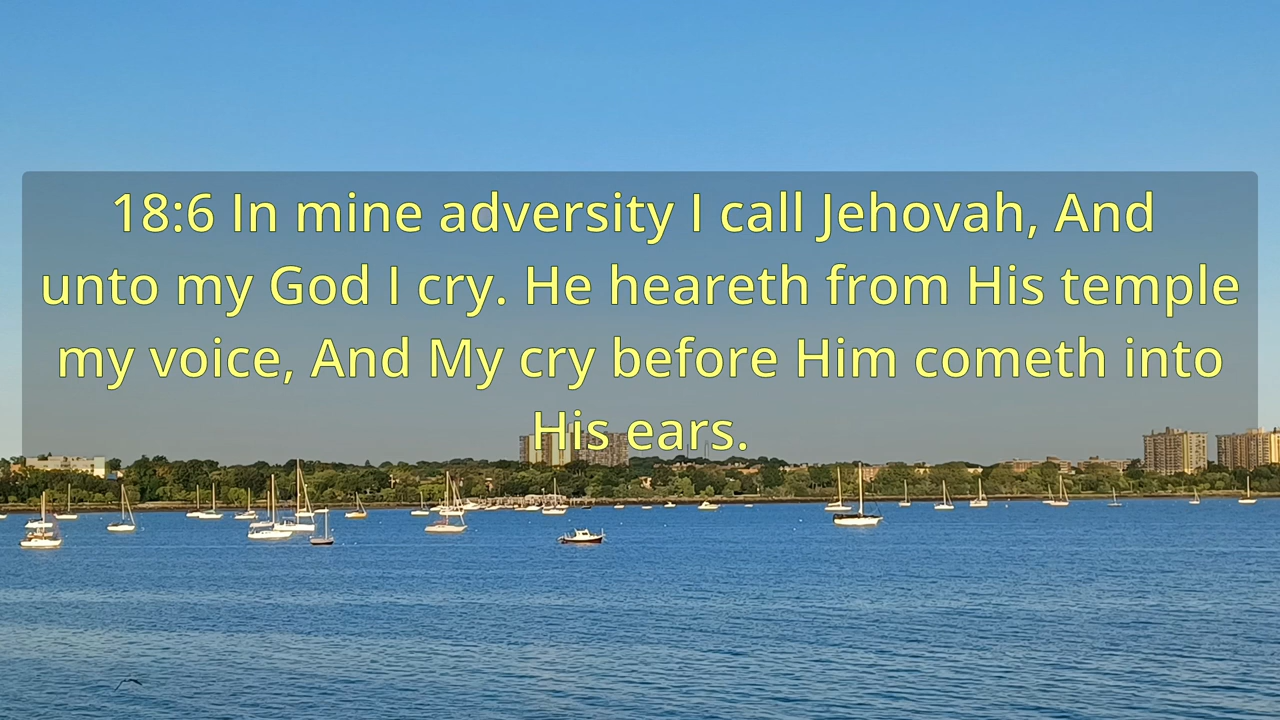 18:6 In mine adversity I call Jehovah, And
unto my God I cry. He heareth from His temple
my voice, And My cry before Him cometh into
His ears.